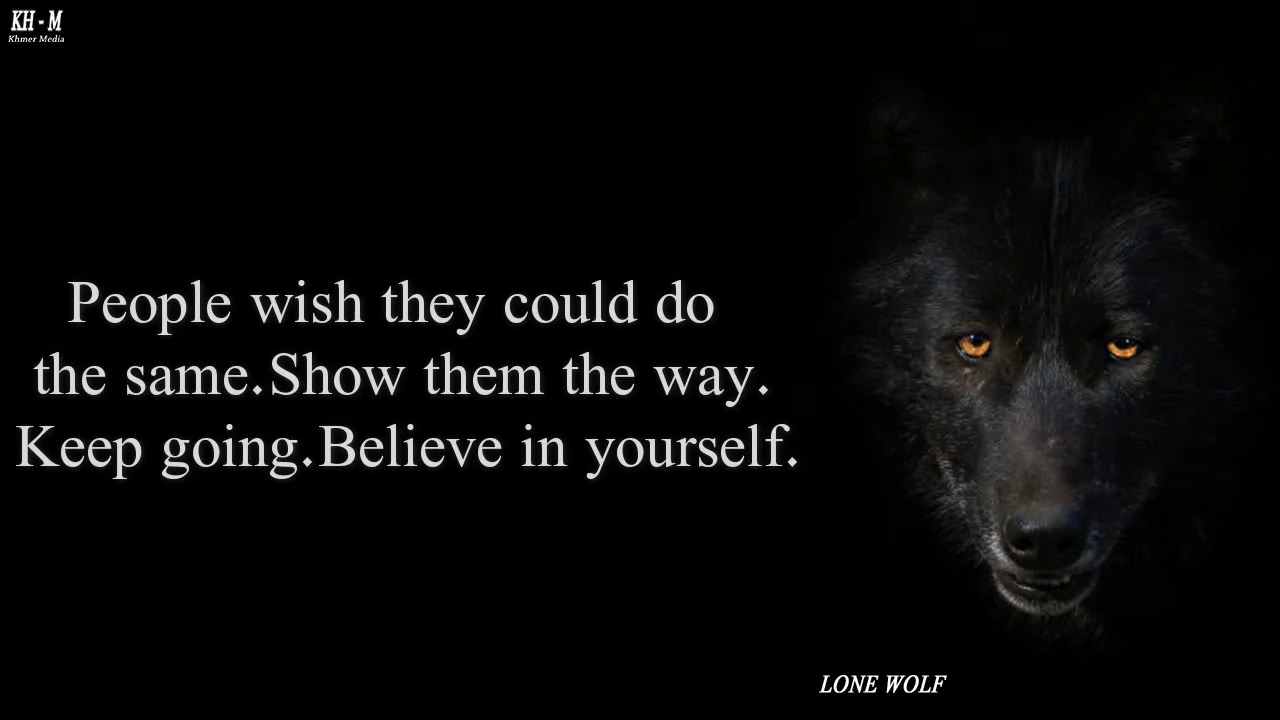 KH - M
Khmer Media
People wish they could do
the same.Show them the way.
Keep going.Believe in yourself.
LONE WOLF